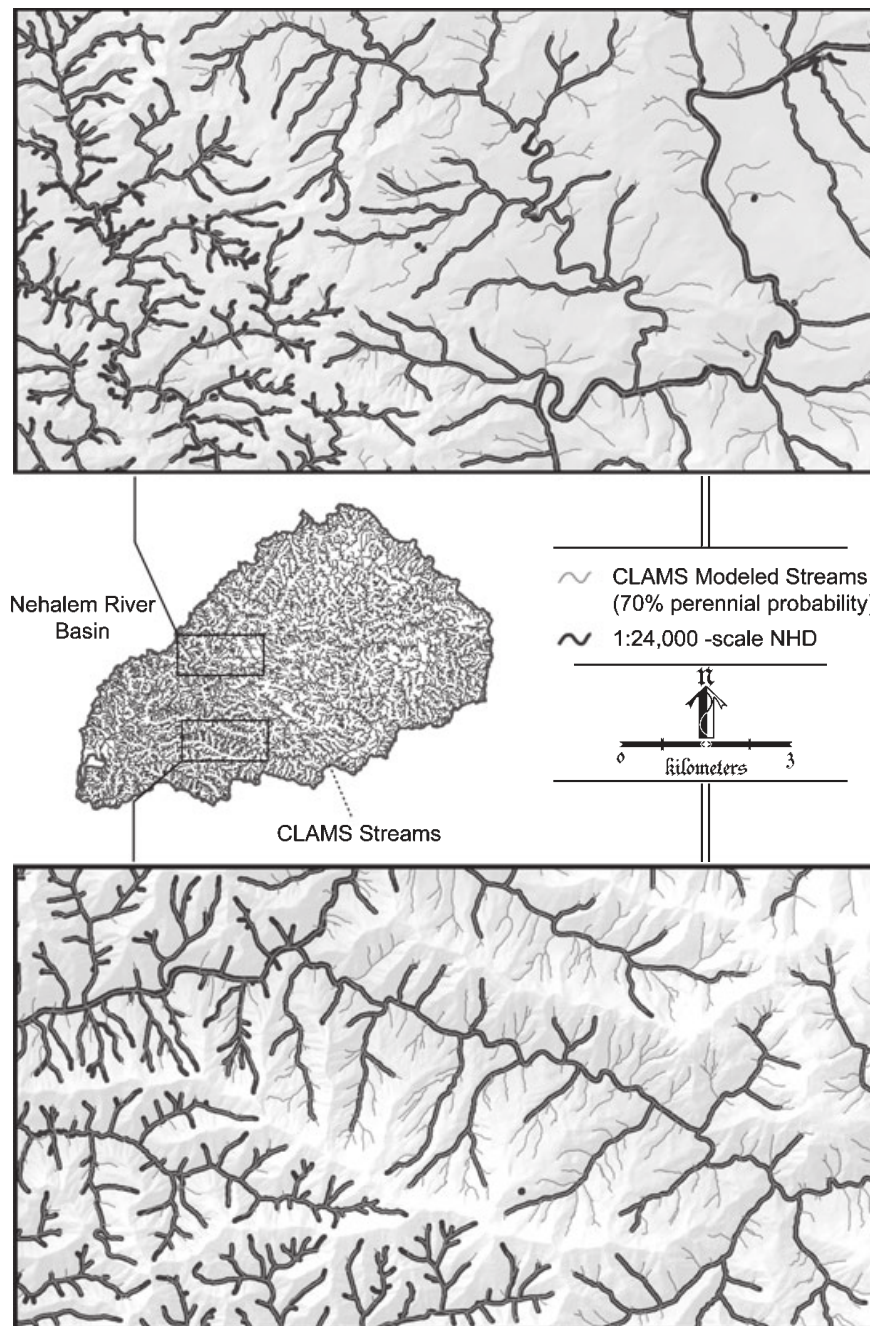 Nehalem River
Basin
CLAMS Modeled Streams
(70% perennial probability)
1:24,000 -scale NHD
N
0 3
kilometers
CLAMS Streams